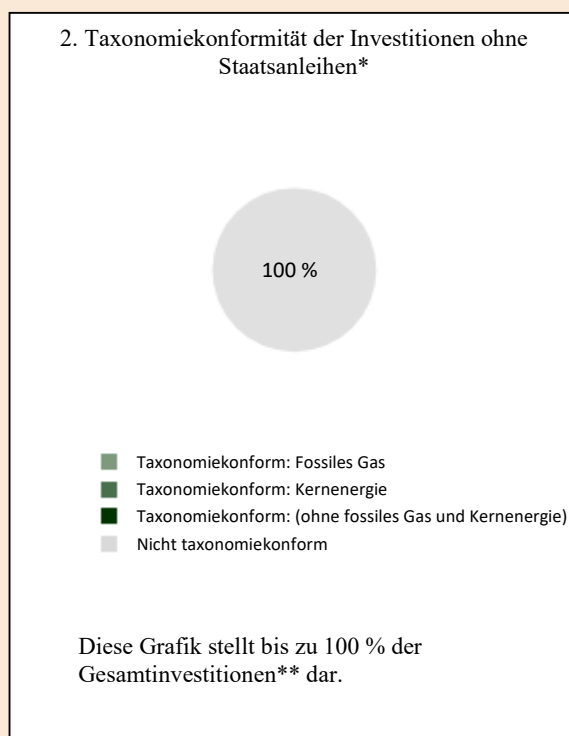 2. Taxonomiekonformität der Investitionen ohne
Staatsanleihen*
100 %
Taxonomiekonform: Fossiles Gas
Taxonomiekonform: Kernenergie
Taxonomiekonform: (ohne fossiles Gas und Kernenergie)
Nicht taxonomiekonform
Diese Grafik stellt bis zu 100 % der
Gesamtinvestitionen** dar.